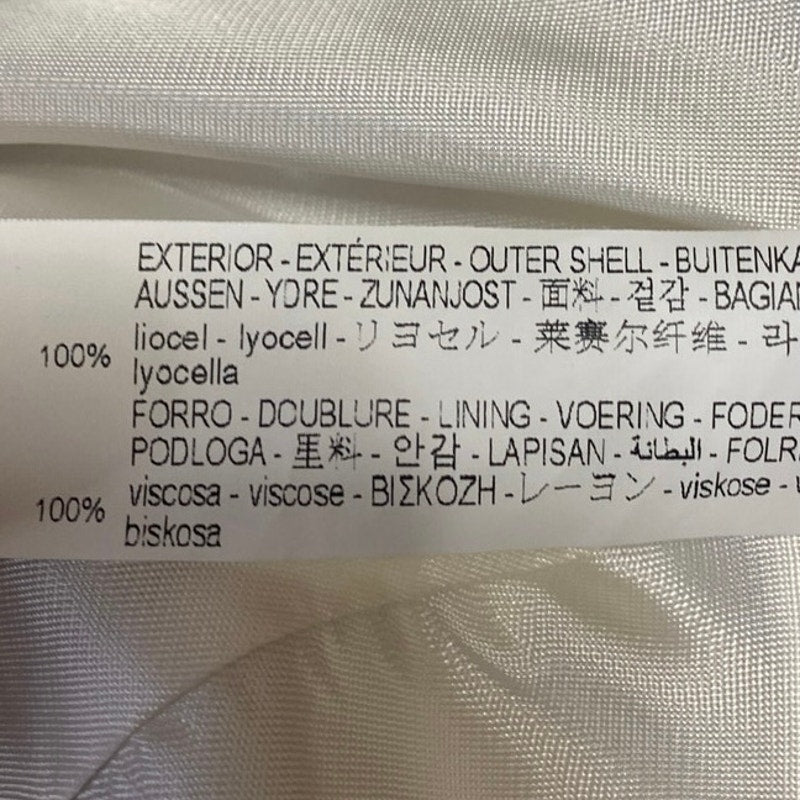 EXTERIOR - EXTÉRIEUR - OUTER SHELL - BUITENKA
AUSSEN - YDRE - ZUNANJOST - 面料 - 겉감 - BAGIAN
100% liocel - lyocell - リヨセル - 莱赛尔纤维 - 라
lyocella
FORRO - DOUBLURE - LINING - VOERING - FODER
PODLOGA - 里料 - 안감 - LAPISAN - البطانة - FOLR
100% viscosa - viscose - ΒΙΣΚΟΖΗ - レーヨン - viskose -
biskosa